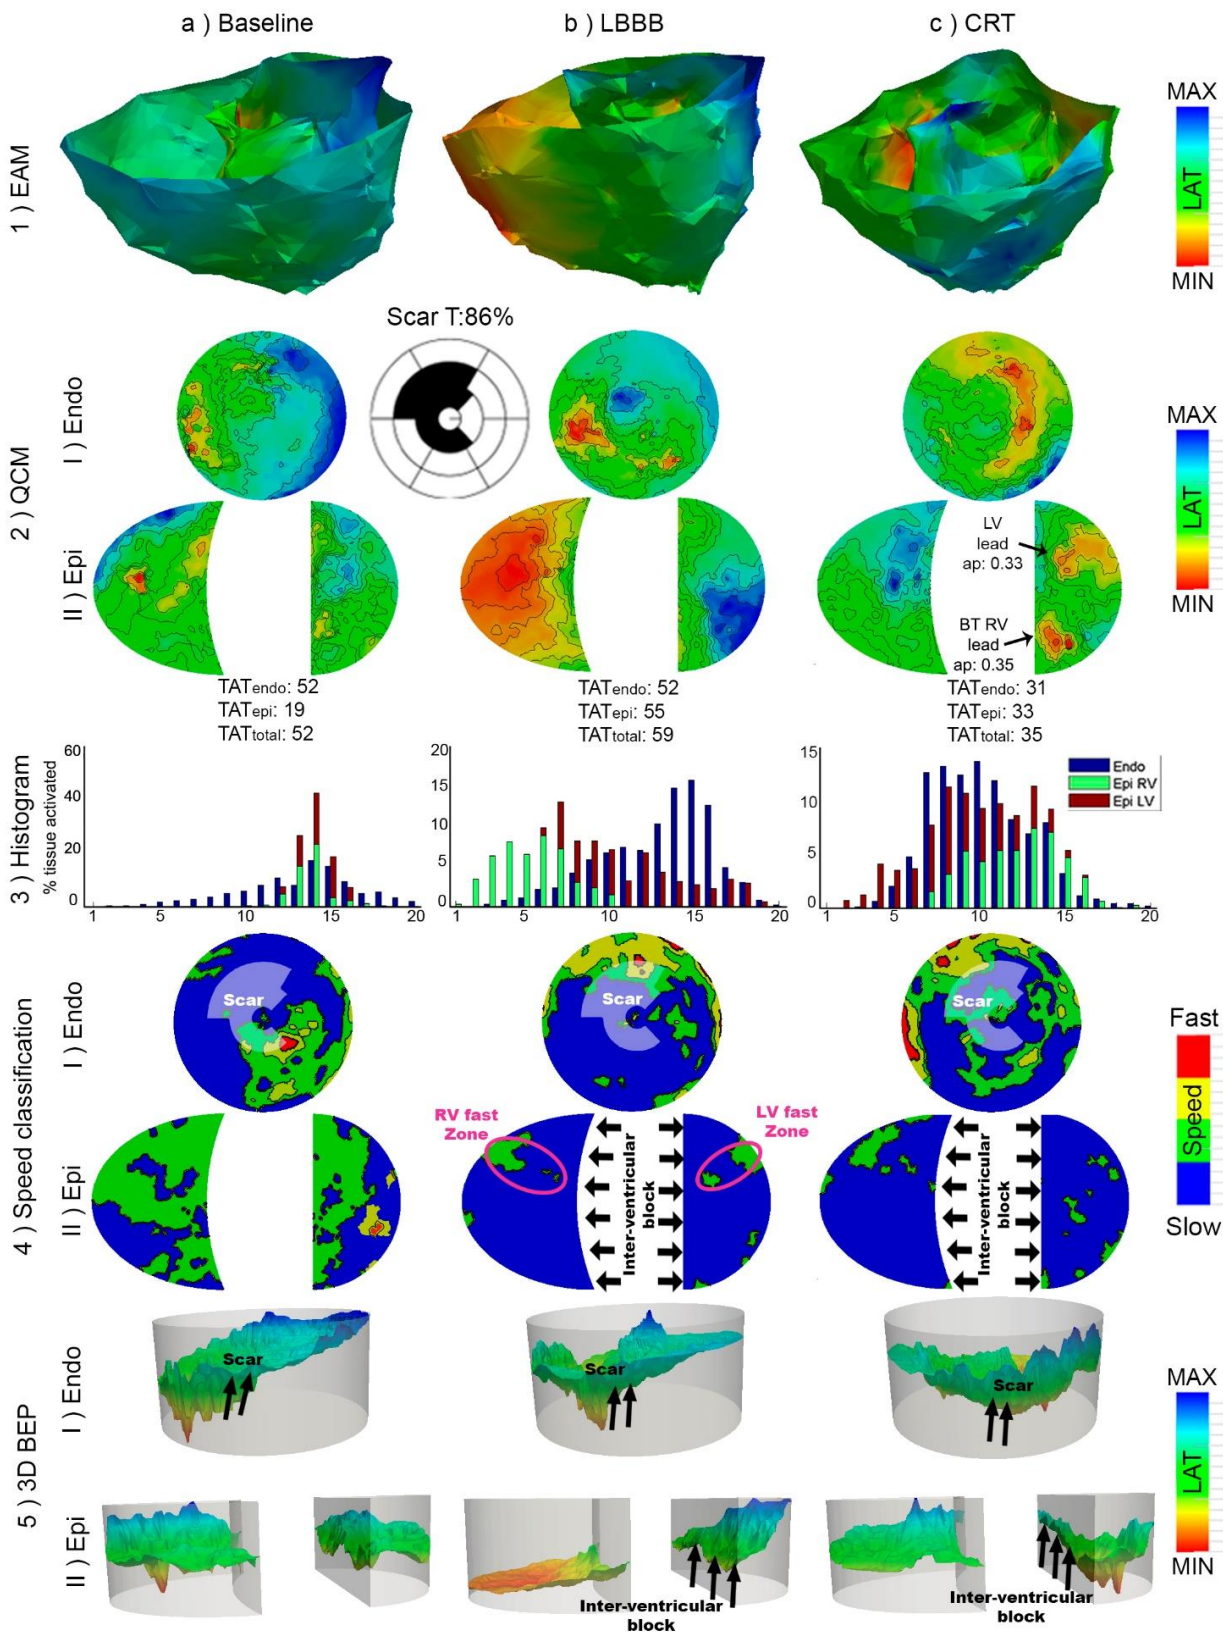 a ) Baseline
b ) LBBB
c ) CRT
1 ) EAM
MAX
LAT
MIN
Scar T:86%
2 ) QCM
I ) Endo
II ) Epi
MAX
LAT
MIN
LV
lead
ap: 0.33
BT RV
lead
ap: 0.35
TATendo: 52
TATepi: 19
TATtotal: 52
TATendo: 52
TATepi: 55
TATtotal: 59
TATendo: 31
TATepi: 33
TATtotal: 35
3 ) Histogram
% tissue activated
60
40
20
0
1
5
10
15
20
20
15
10
5
0
1
5
10
15
20
15
10
5
0
1
5
10
15
20
Endo
Epi RV
Epi LV
4 ) Speed classification
I ) Endo
II ) Epi
Scar
Scar
Scar
RV fast
Zone
LV fast
Zone
Inter-ventricular
block
Inter-ventricular
block
Fast
Speed
Slow
5 ) 3D BEP
I ) Endo
II ) Epi
Scar
Scar
Scar
Inter-ventricular
block
Inter-ventricular
block
MAX
LAT
MIN